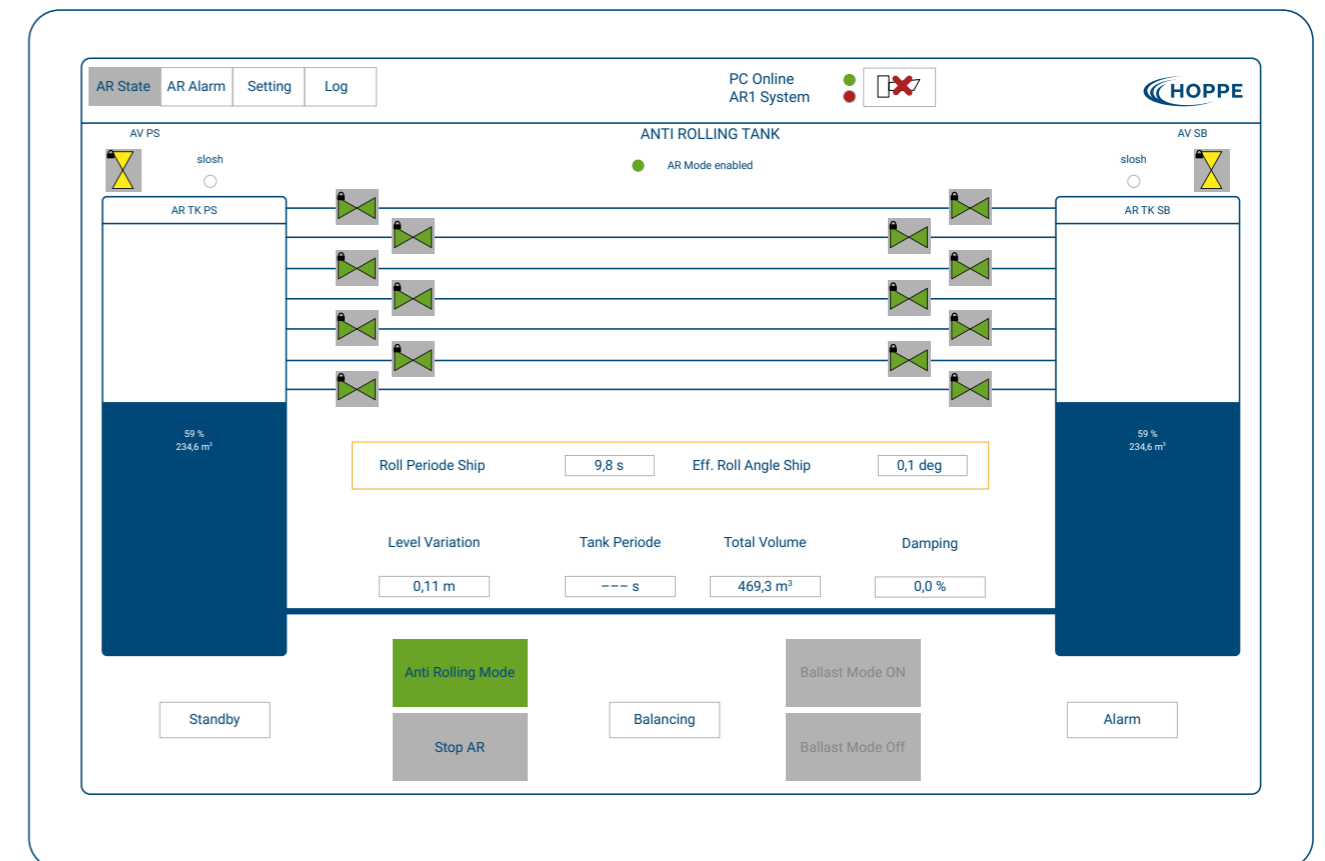 AR State AR Alarm Setting Log
PC Online
AR1 System
HOPPE
AV PS
ANTI ROLLING TANK
AV SB
slosh
AR Mode enabled
slosh
AR TK PS
AR TK SB
59 %
234,6 m³
59 %
234,6 m³
Roll Periode Ship 9,8 s Eff. Roll Angle Ship 0,1 deg
Level Variation Tank Periode Total Volume Damping
0,11 m --- s 469,3 m³ 0,0 %
Anti Rolling Mode Ballast Mode ON
Standby Balancing Alarm
Stop AR Ballast Mode Off